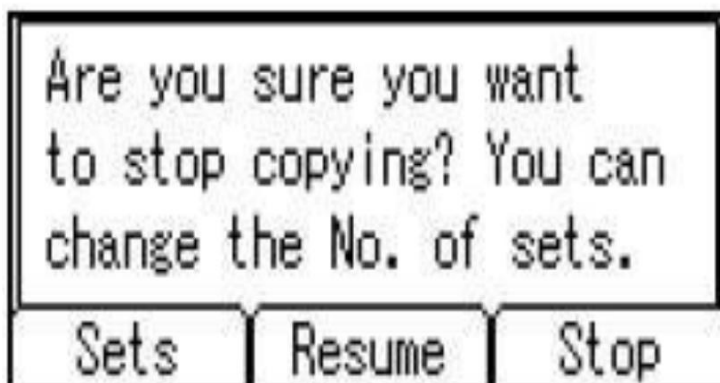 Are you sure you want
to stop copying? You can
change the No. of sets.
Sets Resume Stop